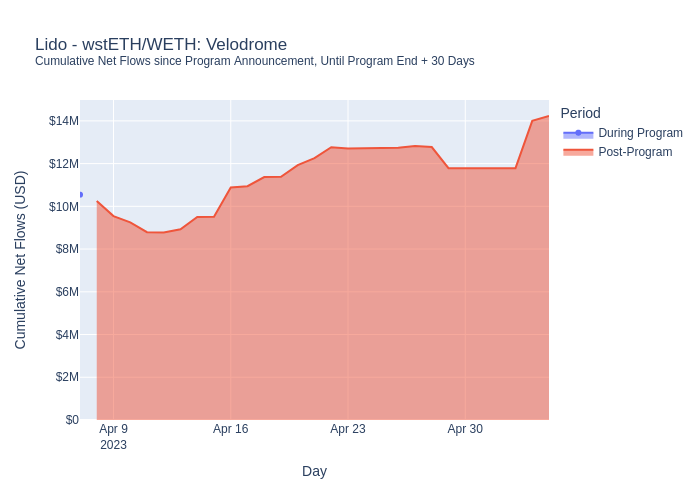 Lido - wstETH/WETH: Velodrome
Cumulative Net Flows since Program Announcement, Until Program End + 30 Days
Period
During Program
Post-Program
Cumulative Net Flows (USD)
$14M
$12M
$10M
$8M
$6M
$4M
$2M
$0
Apr 9
2023
Apr 16
Apr 23
Apr 30
Day